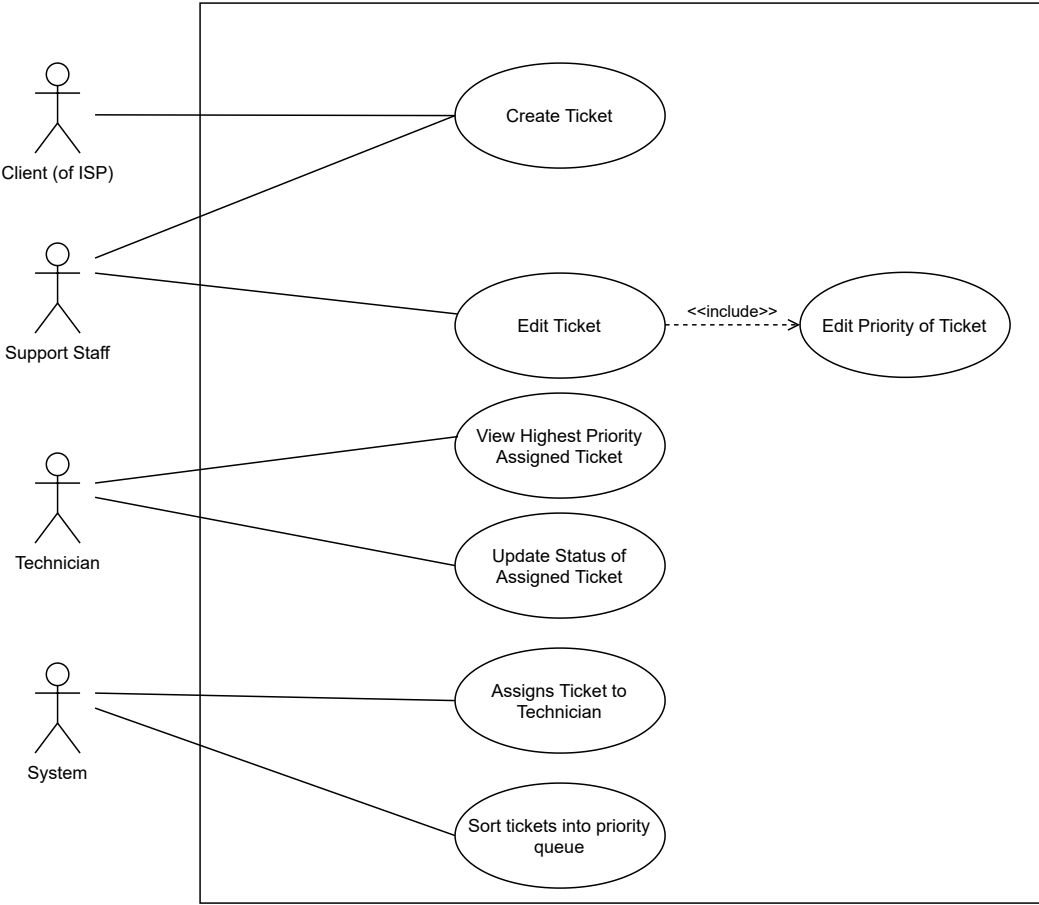 Create Ticket
Client (of ISP)
Support Staff
Edit Ticket
<<include>>
Edit Priority of Ticket
View Highest Priority
Assigned Ticket
Technician
Update Status of
Assigned Ticket
System
Assigns Ticket to
Technician
Sort tickets into priority
queue